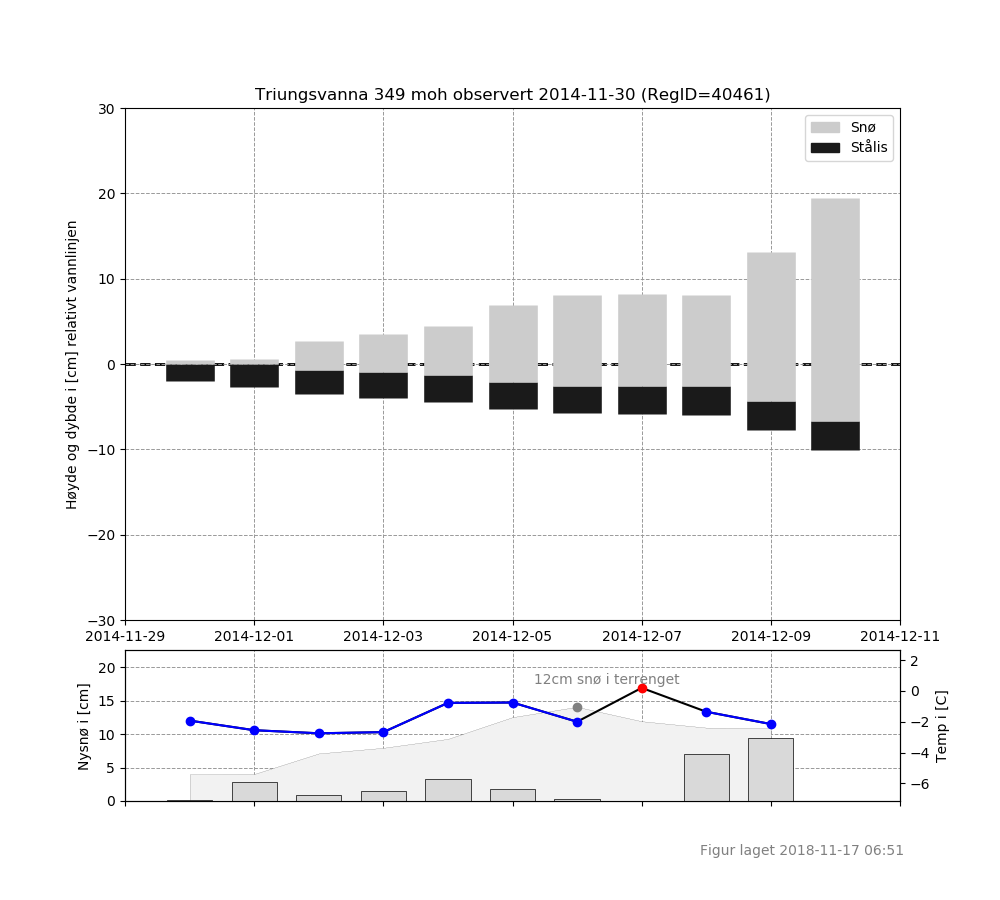 Triungsvanna 349 moh observert 2014-11-30 (RegID=40461)
Høyde og dybde i [cm] relativt vannlinjen
30
20
10
0
−10
−20
−30
Snø
Stålis
2014-11-29 2014-12-01 2014-12-03 2014-12-05 2014-12-07 2014-12-09 2014-12-11
Nysnø i [cm]
20
15
10
5
0
12cm snø i terrenget
2
0
−2
−4
−6
Temp i [C]
Figur laget 2018-11-17 06:51